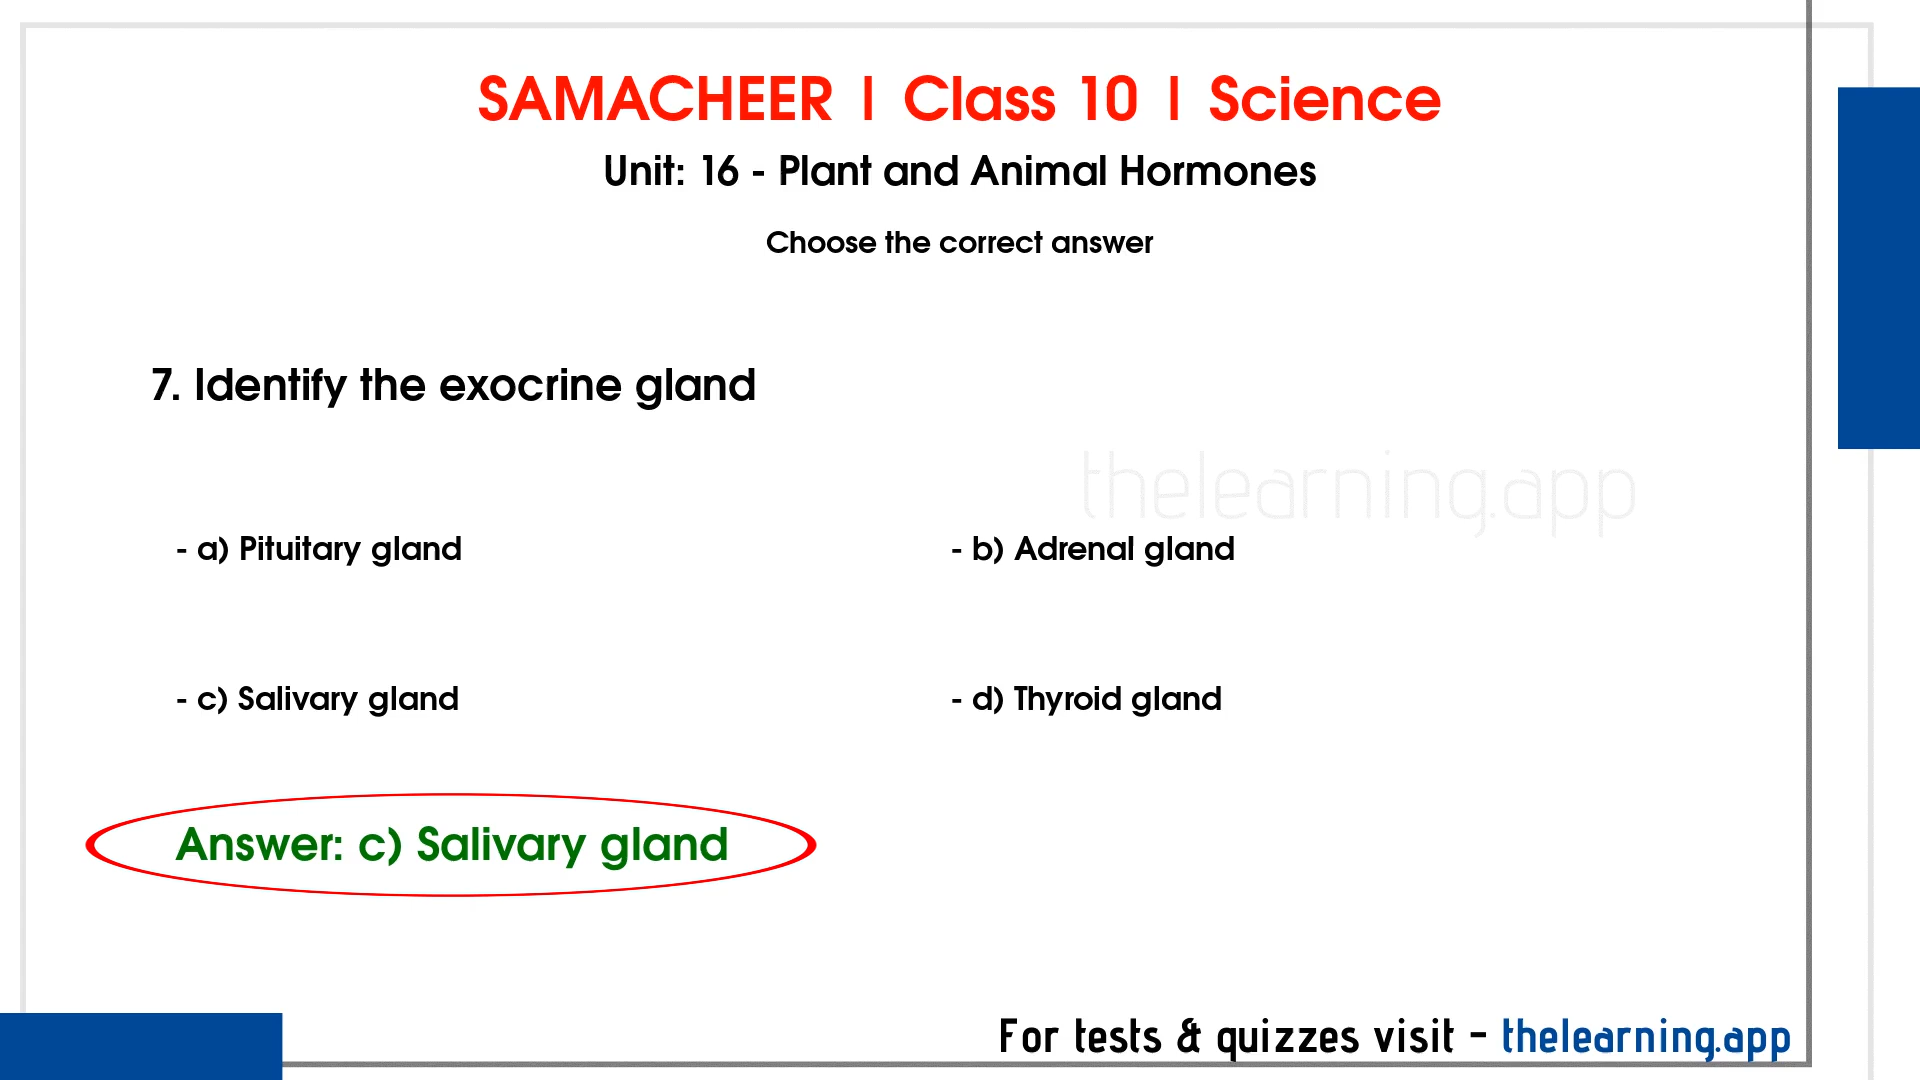 SAMACHEER | Class 10 | Science
Unit: 16 - Plant and Animal Hormones
Choose the correct answer
7. Identify the exocrine gland
thelearning.app
- a) Pituitary gland
- b) Adrenal gland
- c) Salivary gland
- d) Thyroid gland
Answer: c) Salivary gland
For tests & quizzes visit - thelearning.app